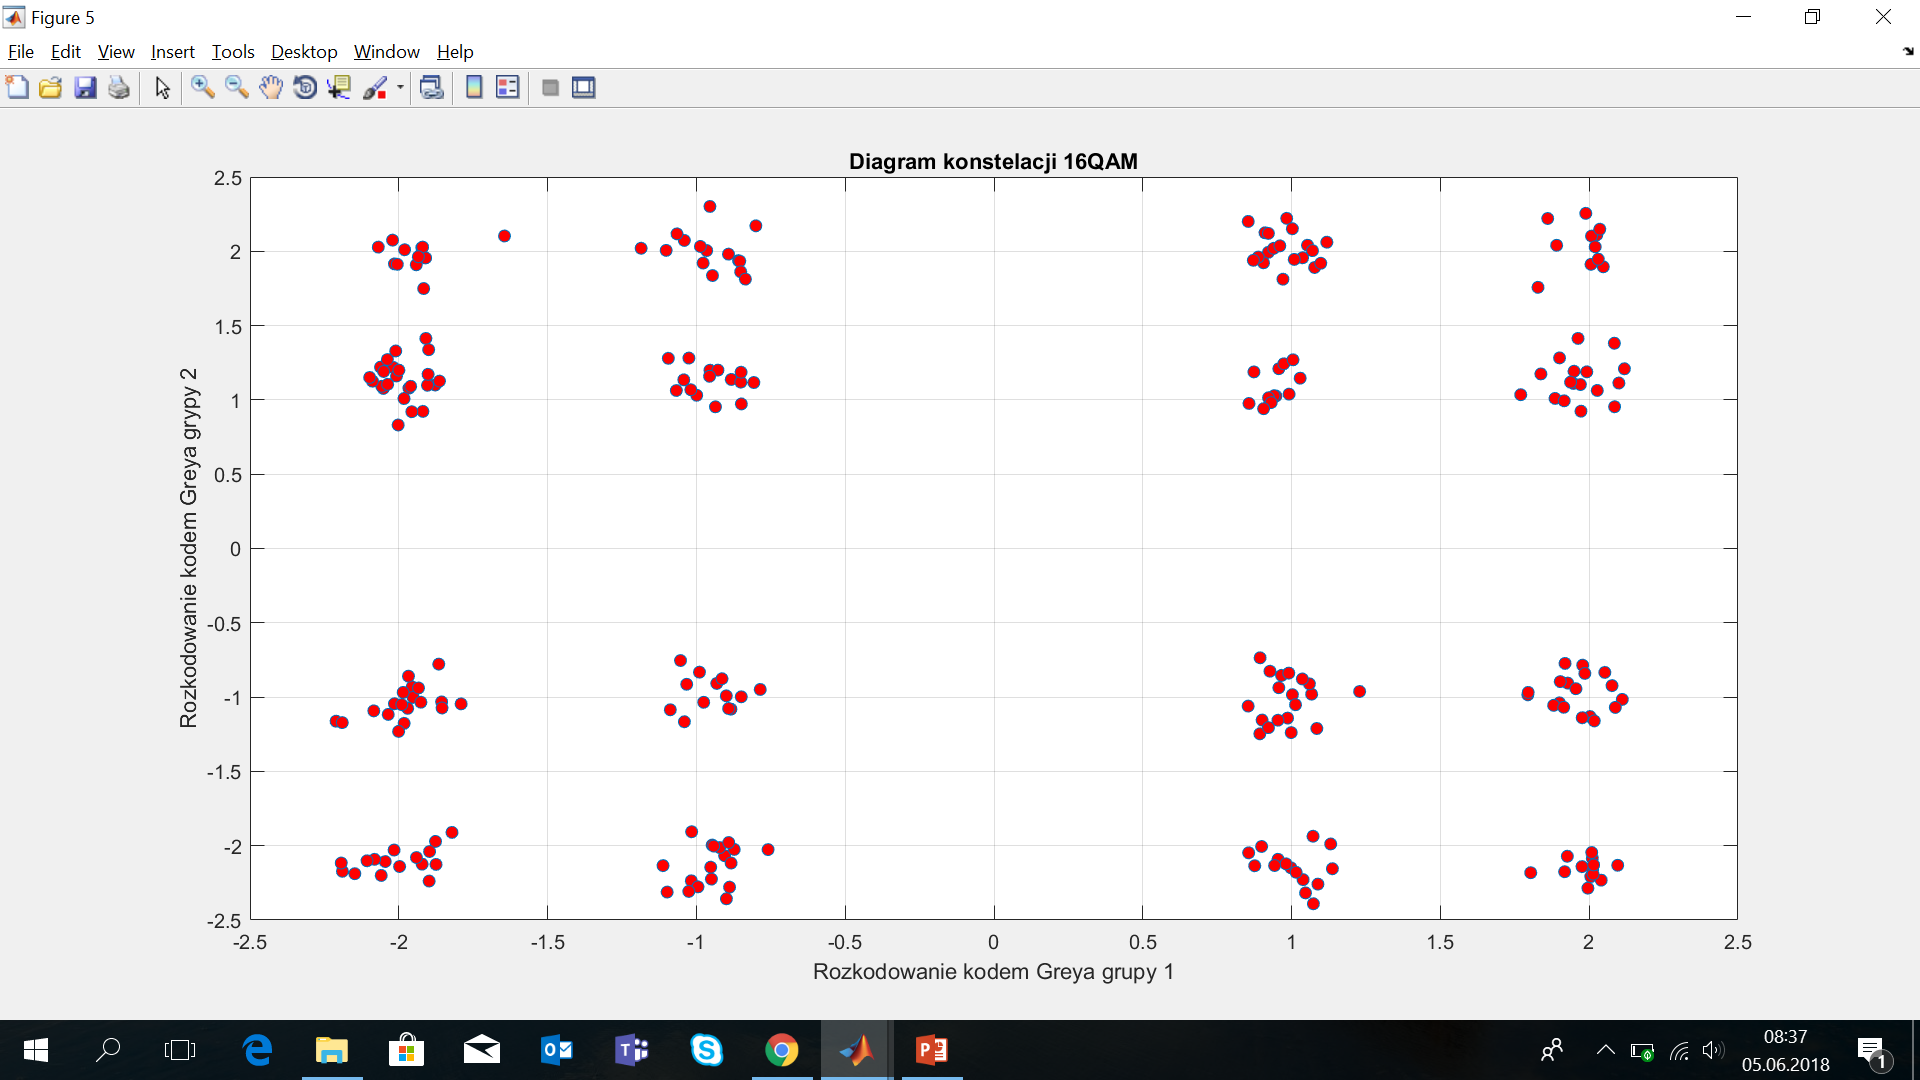 Figure 5
File Edit View Insert Tools Desktop Window Help
Diagram konstelacji 16QAM
2.5
2
1.5
1
0.5
0
-0.5
-1
-1.5
-2
-2.5
Rozkodowanie kodem Greya grypy 2
-2.5 -2 -1.5 -1 -0.5 0 0.5 1 1.5 2 2.5
Rozkodowanie kodem Greya grupy 1
08:37
05.06.2018
1